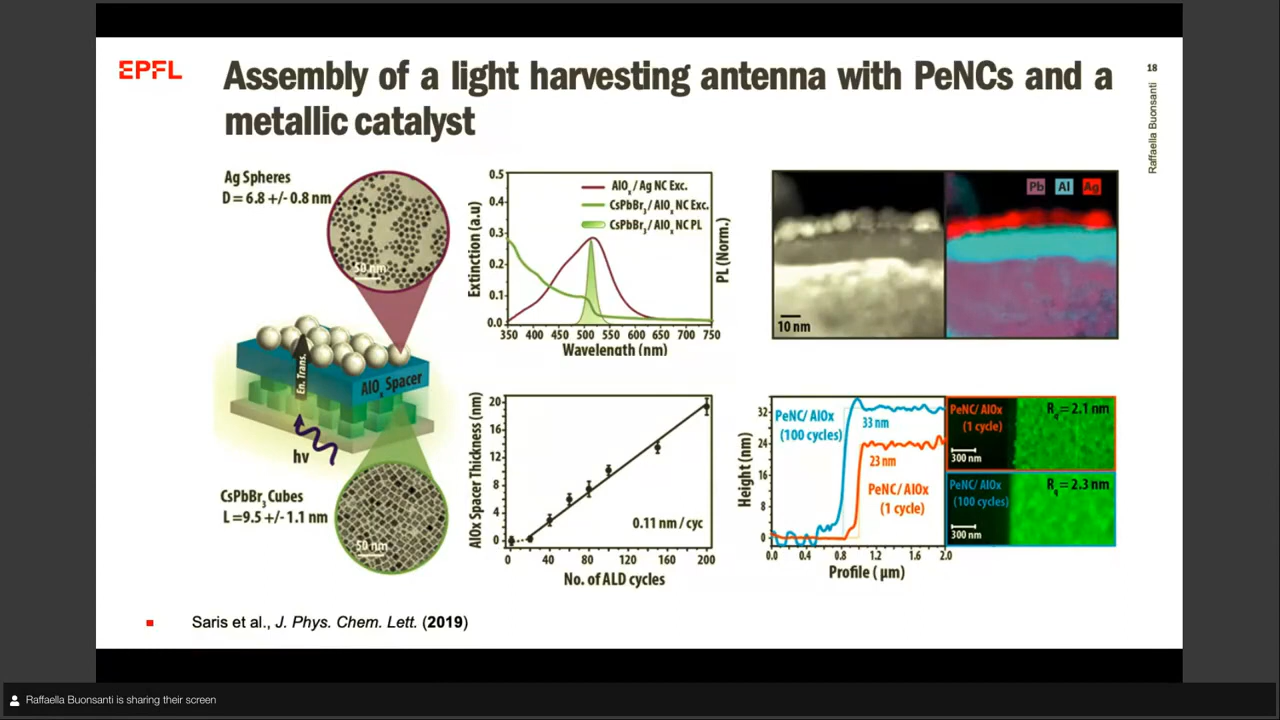 EPFL
Assembly of a light harvesting antenna with PeNCs and a
metallic catalyst
18
Raffaella Buonsanti
Ag Spheres
D = 6.8 +/- 0.8 nm
50 nm
En. Trans.
AlOx Spacer
hv
CsPbBr3 Cubes
L =9.5 +/- 1.1 nm
50 nm
Extinction (a.u)
0.5
0.4
0.3
0.2
0.1
0.0
AlOx / Ag NC Exc.
CsPbBr3 / AlOx NC Exc.
CsPbBr3 / AlOx NC PL
PL (Norm.)
350 400 450 500 550 600 650 700 750
Wavelength (nm)
Pb Al Ag
10 nm
AlOx Spacer Thickness (nm)
20
16
12
8
4
0
0.11 nm / cyc
0 40 80 120 160 200
No. of ALD cycles
Height (nm)
32
24
16
8
0
PeNC/ AlOx
(100 cycles)
33 nm
23 nm
PeNC/ AlOx
(1 cycle)
0.0 0.4 0.8 1.2 1.6 2.0
Profile ( μm)
PeNC/ AlOx
(1 cycle)
Rq = 2.1 nm
300 nm
PeNC/ AlOx
(100 cycles)
Rq = 2.3 nm
300 nm
Saris et al., J. Phys. Chem. Lett. (2019)
Raffaella Buonsanti is sharing their screen